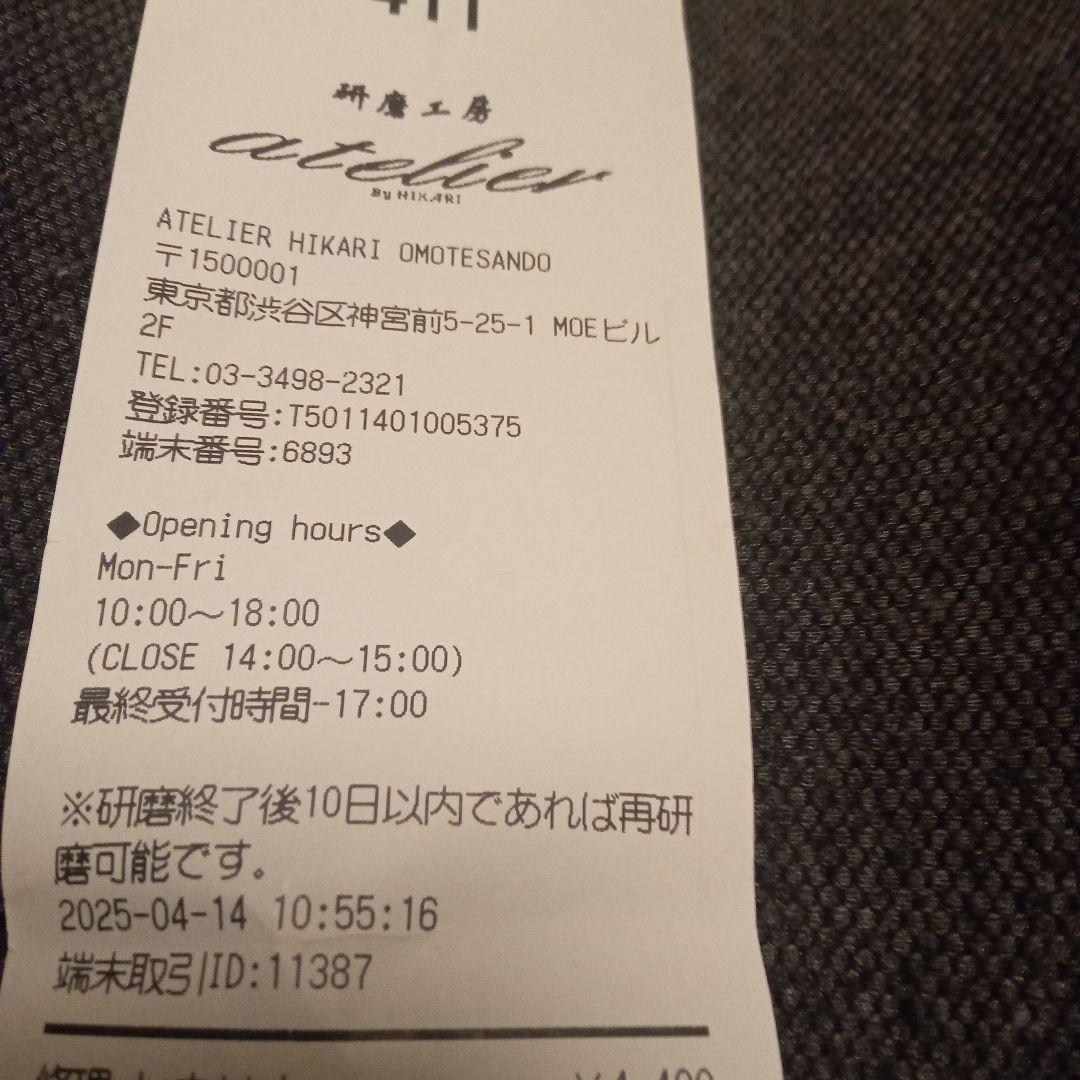 研磨工房
atelier
By HIKARI
ATELIER HIKARI OMOTESANDO
〒1500001
東京都渋谷区神宮前5-25-1 MOEビル
2F
TEL:03-3498-2321
登録番号:T5011401005375
端末番号:6893
◆Opening hours◆
Mon-Fri
10:00～18:00
(CLOSE 14:00～15:00)
最終受付時間-17:00
※研磨終了後10日以内であれば再研
磨可能です。
2025-04-14 10:55:16
端末取引ID:11387